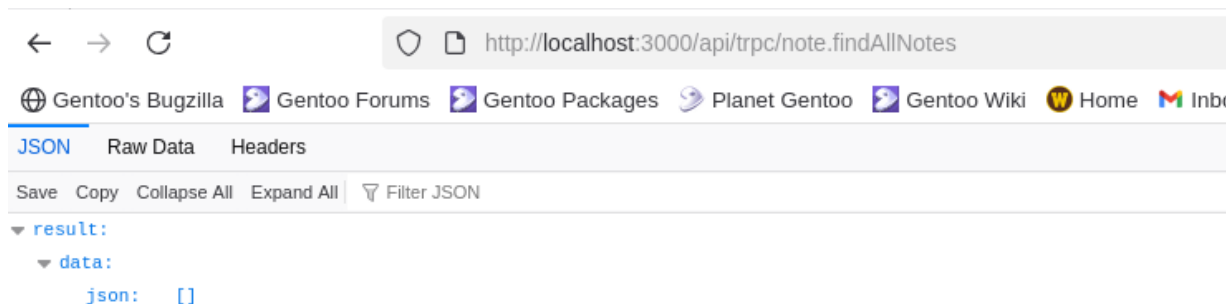 http://localhost:3000/api/trpc/note.findAllNotes
Gentoo's Bugzilla Gentoo Forums Gentoo Packages Planet Gentoo Gentoo Wiki W Home M Inbo
JSON Raw Data Headers
Save Copy Collapse All Expand All Filter JSON
result:
data:
json: []